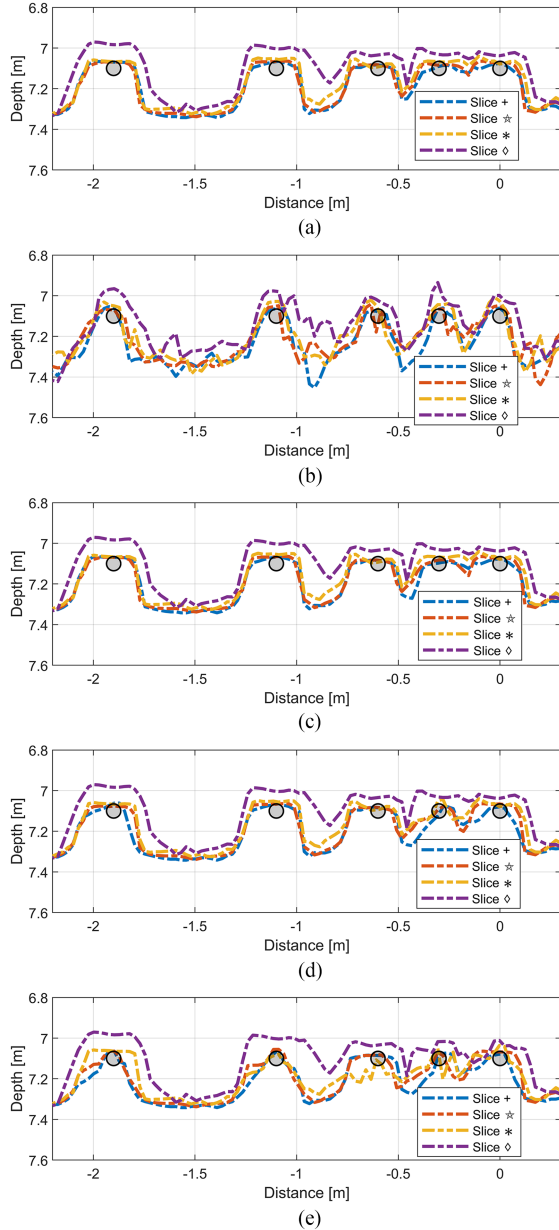 6.8
7
7.2
7.4
7.6
Depth [m]
-2 -1.5 -1 -0.5 0
Distance [m]
Slice +
Slice ☆
Slice ∗
Slice ◊
(a)
6.8
7
7.2
7.4
7.6
Depth [m]
-2 -1.5 -1 -0.5 0
Distance [m]
Slice +
Slice ☆
Slice ∗
Slice ◊
(b)
6.8
7
7.2
7.4
7.6
Depth [m]
-2 -1.5 -1 -0.5 0
Distance [m]
Slice +
Slice ☆
Slice ∗
Slice ◊
(c)
6.8
7
7.2
7.4
7.6
Depth [m]
-2 -1.5 -1 -0.5 0
Distance [m]
Slice +
Slice ☆
Slice ∗
Slice ◊
(d)
6.8
7
7.2
7.4
7.6
Depth [m]
-2 -1.5 -1 -0.5 0
Distance [m]
Slice +
Slice ☆
Slice ∗
Slice ◊
(e)